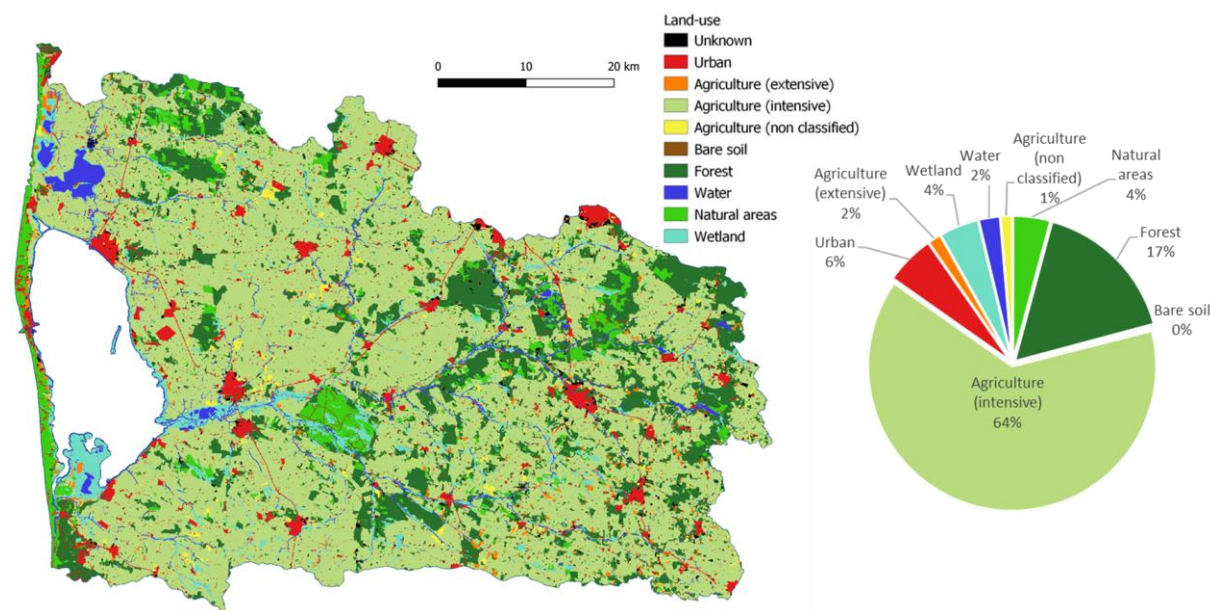 Land-use
Unknown
Urban
Agriculture (extensive)
Agriculture (intensive)
Agriculture (non classified)
Bare soil
Forest
Water
Natural areas
Wetland
0 10 20 km
Agriculture
(extensive)
2%
Wetland
4%
Water
2%
Agriculture
(non
classified)
1%
Natural
areas
4%
Urban
6%
Forest
17%
Bare soil
0%
Agriculture
(intensive)
64%